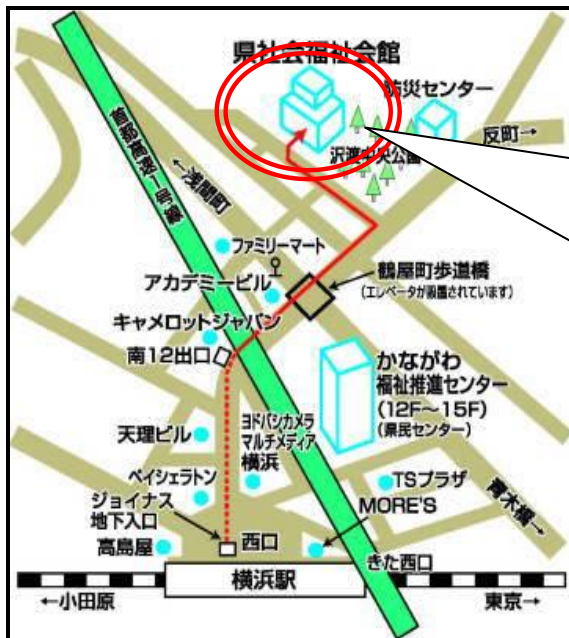 県社会福祉会館
防災センター
反町→
沢渡中央公園
首都高速一号線
←浅間町
ファミリーマート
アカデミービル
鶴屋町歩道橋
(エレベータが設置されています)
キャメロットジャパン
南12出口
かながわ
福祉推進センター
(12F〜15F)
(県民センター)
天理ビル
ヨドバシカメラ
マルチメディア
横浜
ベイシェラトン
TSプラザ
青木橋→
ジョイナス
地下入口
MORE'S
高島屋
西口
きた西口
横浜駅
←小田原
東京→